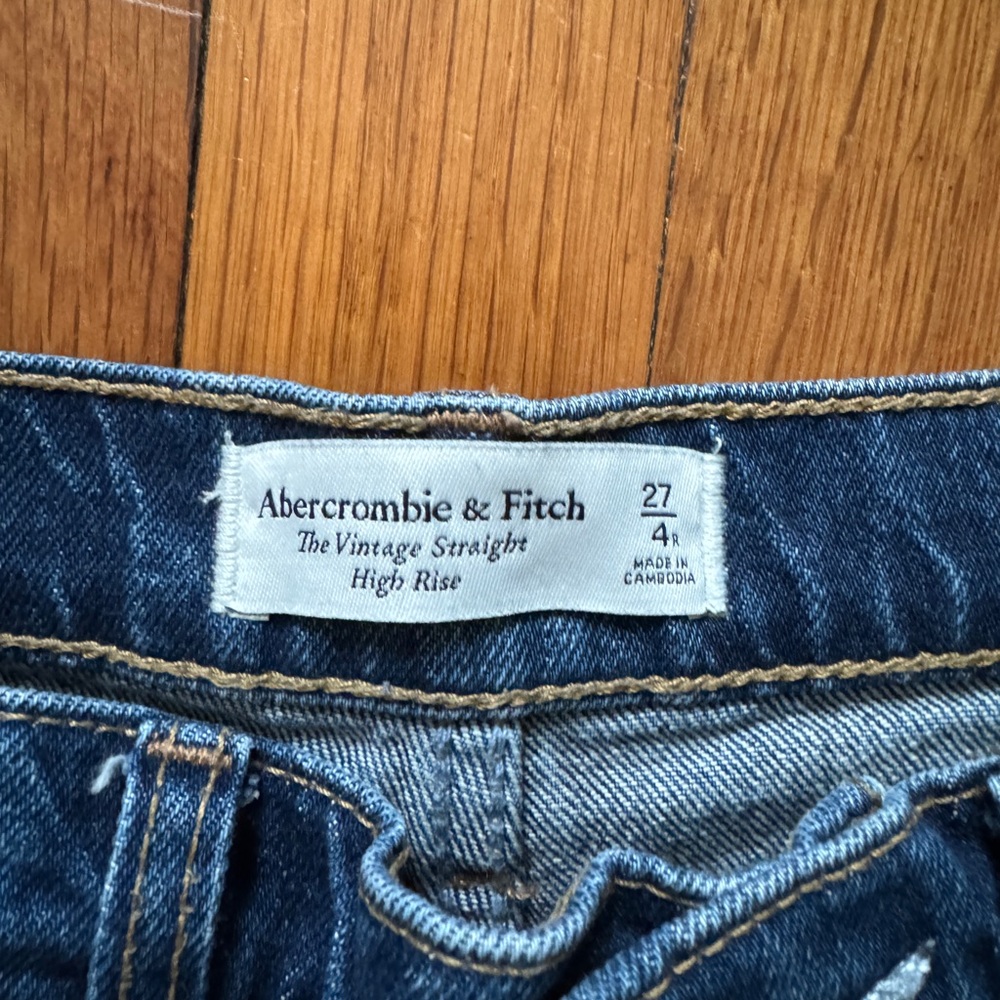 Abercrombie & Fitch
The Vintage Straight
High Rise
27
4R
MADE IN
CAMBODIA